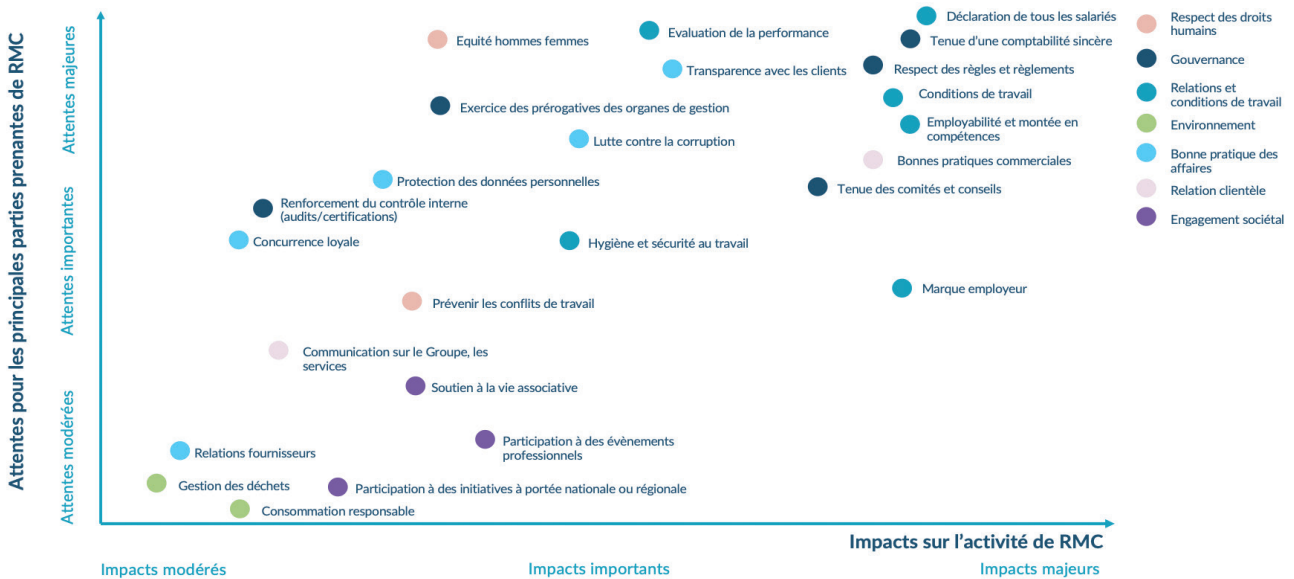 Attentes pour les principales parties prenantes de RMC
Attentes majeures
Attentes importantes
Attentes modérées
Déclaration de tous les salariés
Equité hommes femmes
Evaluation de la performance
Tenue d'une comptabilité sincère
Transparence avec les clients
Respect des règles et règlements
Conditions de travail
Exercice des prérogatives des organes de gestion
Employabilité et montée en
compétences
Lutte contre la corruption
Bonnes pratiques commerciales
Protection des données personnelles
Tenue des comités et conseils
Renforcement du contrôle interne
(audits/certifications)
Concurrence loyale
Hygiène et sécurité au travail
Marque employeur
Prévenir les conflits de travail
Communication sur le Groupe, les
services
Soutien à la vie associative
Participation à des évènements
professionnels
Relations fournisseurs
Gestion des déchets
Participation à des initiatives à portée nationale ou régionale
Consommation responsable
Respect des droits
humains
Gouvernance
Relations et
conditions de travail
Environnement
Bonne pratique des
affaires
Relation clientèle
Engagement sociétal
Impacts sur l'activité de RMC
Impacts modérés
Impacts importants
Impacts majeurs